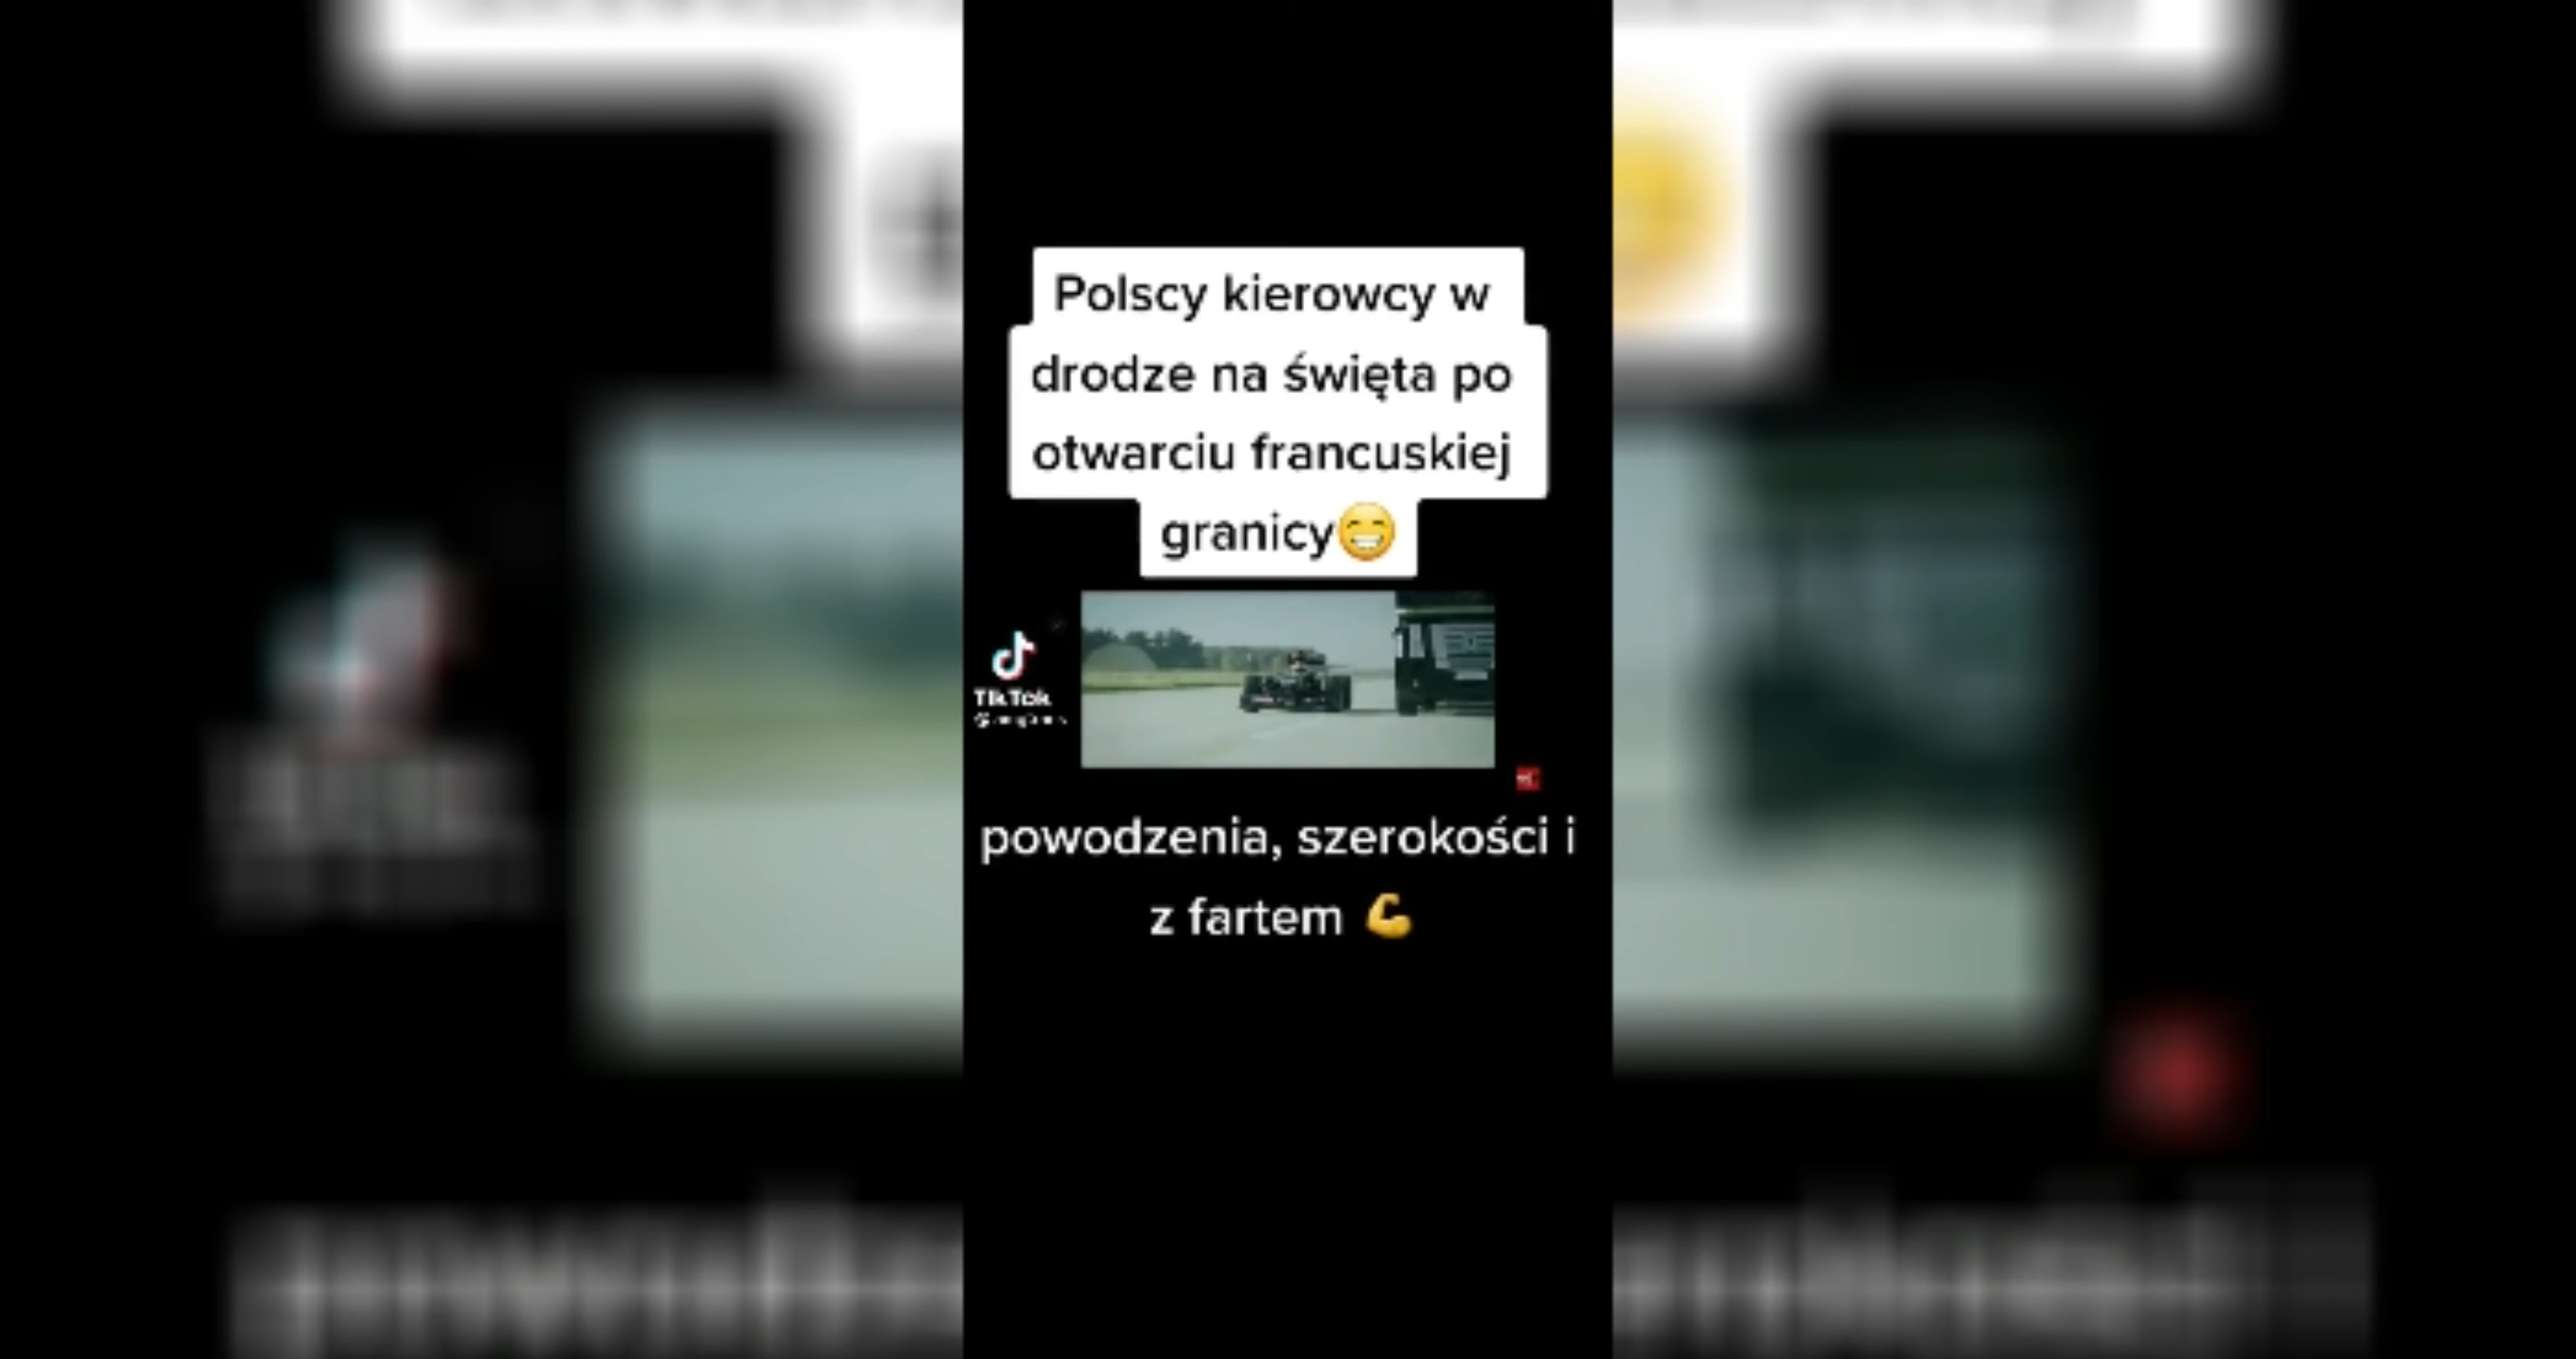 Polscy kierowcy w
drodze na święta po
otwarciu francuskiej
granicy😁
TikTok
powodzenia, szerokości i
z fartem 💪